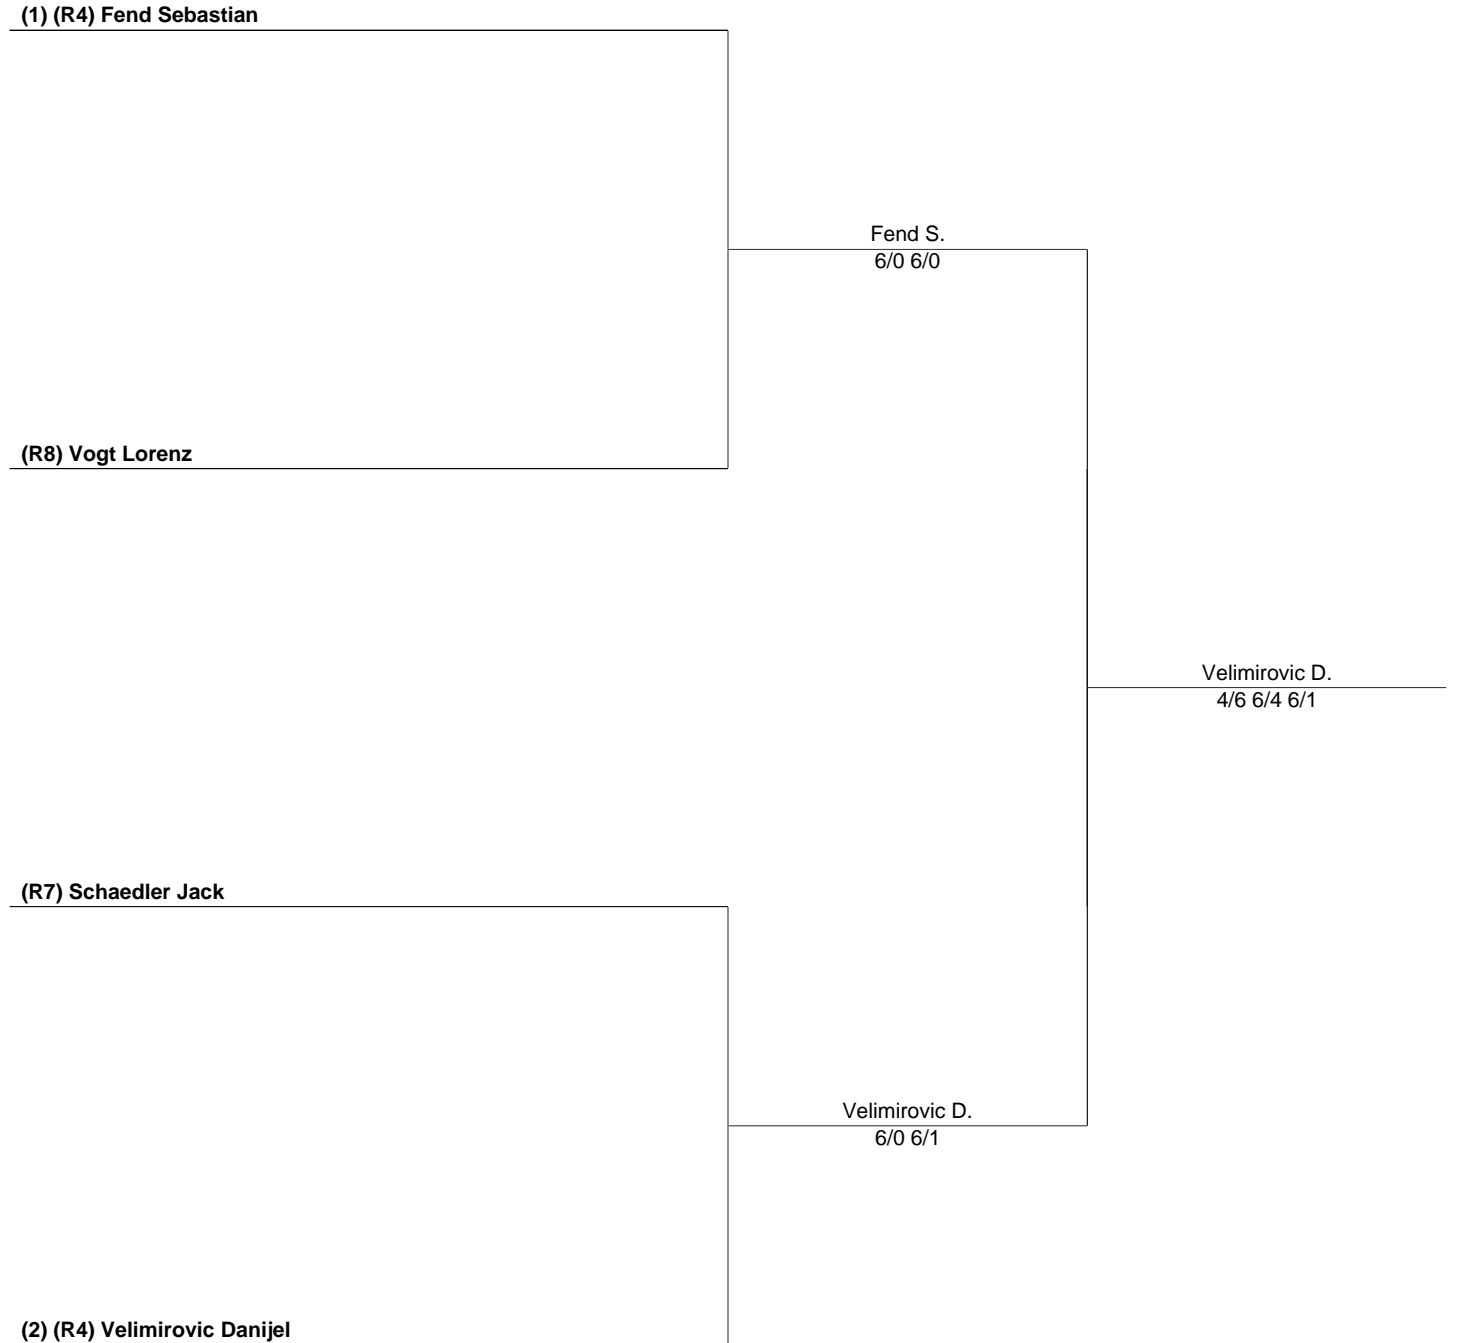 (1) (R4) Fend Sebastian
Fend S.
6/0 6/0
(R8) Vogt Lorenz
Velimirovic D.
4/6 6/4 6/1
(R7) Schaedler Jack
Velimirovic D.
6/0 6/1
(2) (R4) Velimirovic Danijel